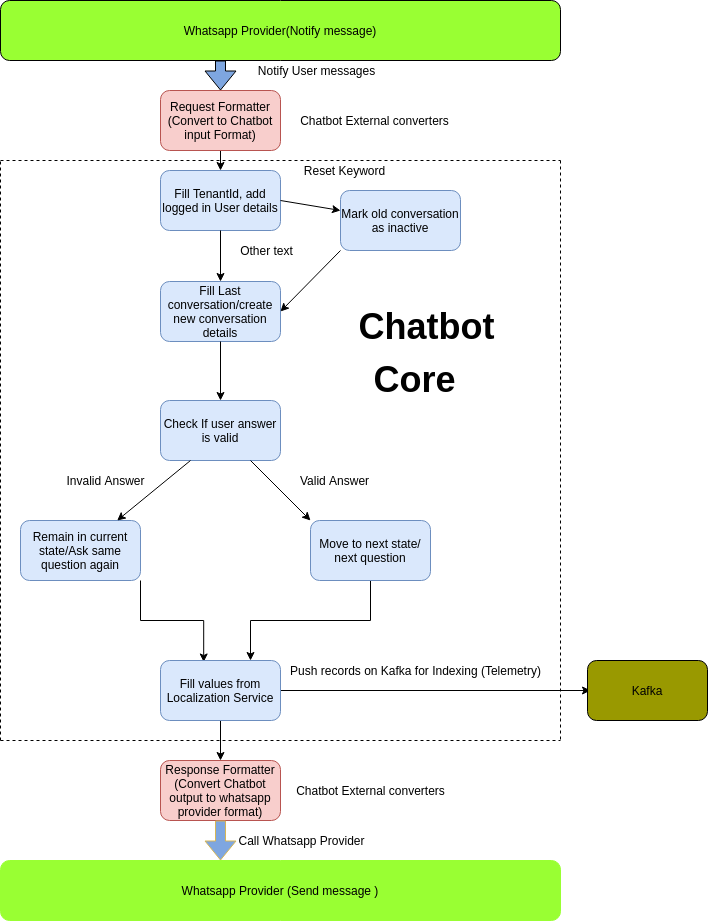 Whatsapp Provider(Notify message)
Notify User messages
Request Formatter
(Convert to Chatbot
input Format)
Chatbot External converters
Reset Keyword
Fill TenantId, add
logged in User details
Mark old conversation
as inactive
Other text
Fill Last
conversation/create
new conversation
details
Chatbot
Core
Check If user answer
is valid
Invalid Answer
Valid Answer
Remain in current
state/Ask same
question again
Move to next state/
next question
Fill values from
Localization Service
Push records on Kafka for Indexing (Telemetry)
Kafka
Response Formatter
(Convert Chatbot
output to whatsapp
provider format)
Chatbot External converters
Call Whatsapp Provider
Whatsapp Provider (Send message )